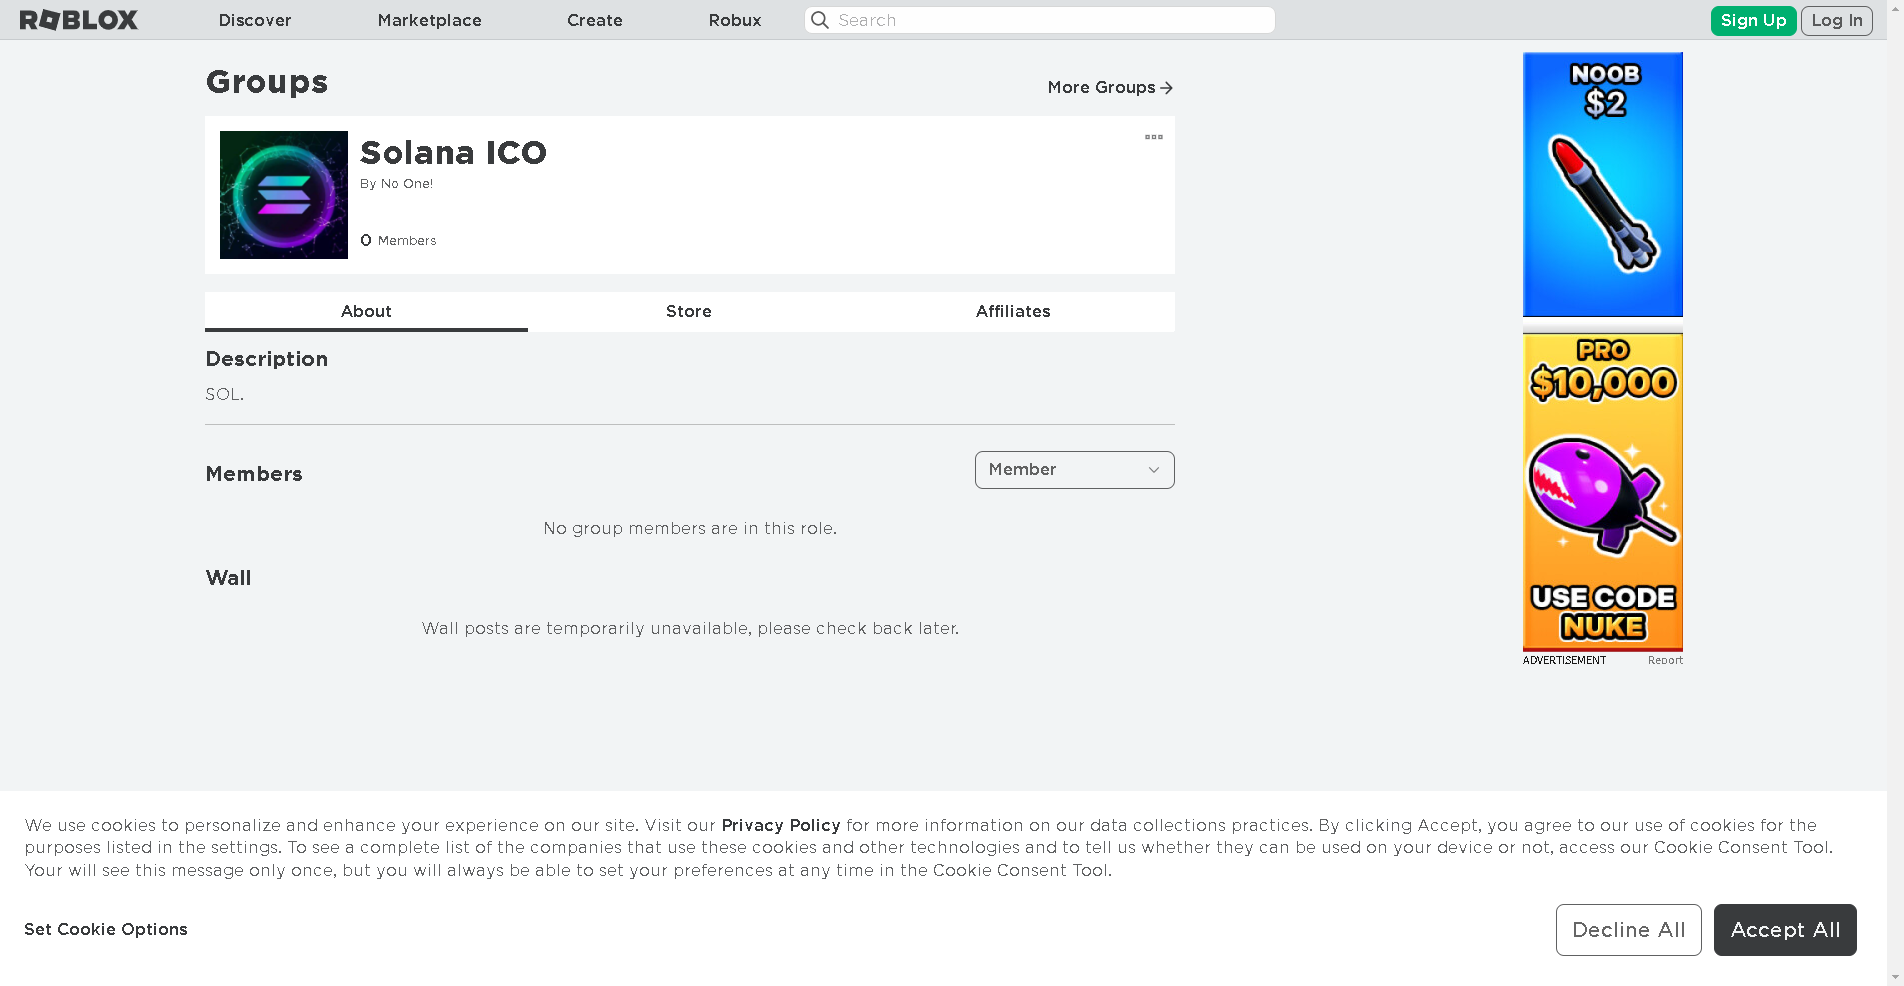 ROBLOX
Discover
Marketplace
Create
Robux
Search
Sign Up
Log In
Groups
More Groups
Solana ICO
By No One!
0 Members
About
Store
Affiliates
Description
SOL.
Members
Member
No group members are in this role.
Wall
Wall posts are temporarily unavailable, please check back later.
NOOB
$2
PRO
$10,000
USE CODE
NUKE
ADVERTISEMENT
Report
We use cookies to personalize and enhance your experience on our site. Visit our Privacy Policy for more information on our data collections practices. By clicking Accept, you agree to our use of cookies for the
purposes listed in the settings. To see a complete list of the companies that use these cookies and other technologies and to tell us whether they can be used on your device or not, access our Cookie Consent Tool.
Your will see this message only once, but you will always be able to set your preferences at any time in the Cookie Consent Tool.
Set Cookie Options
Decline All
Accept All